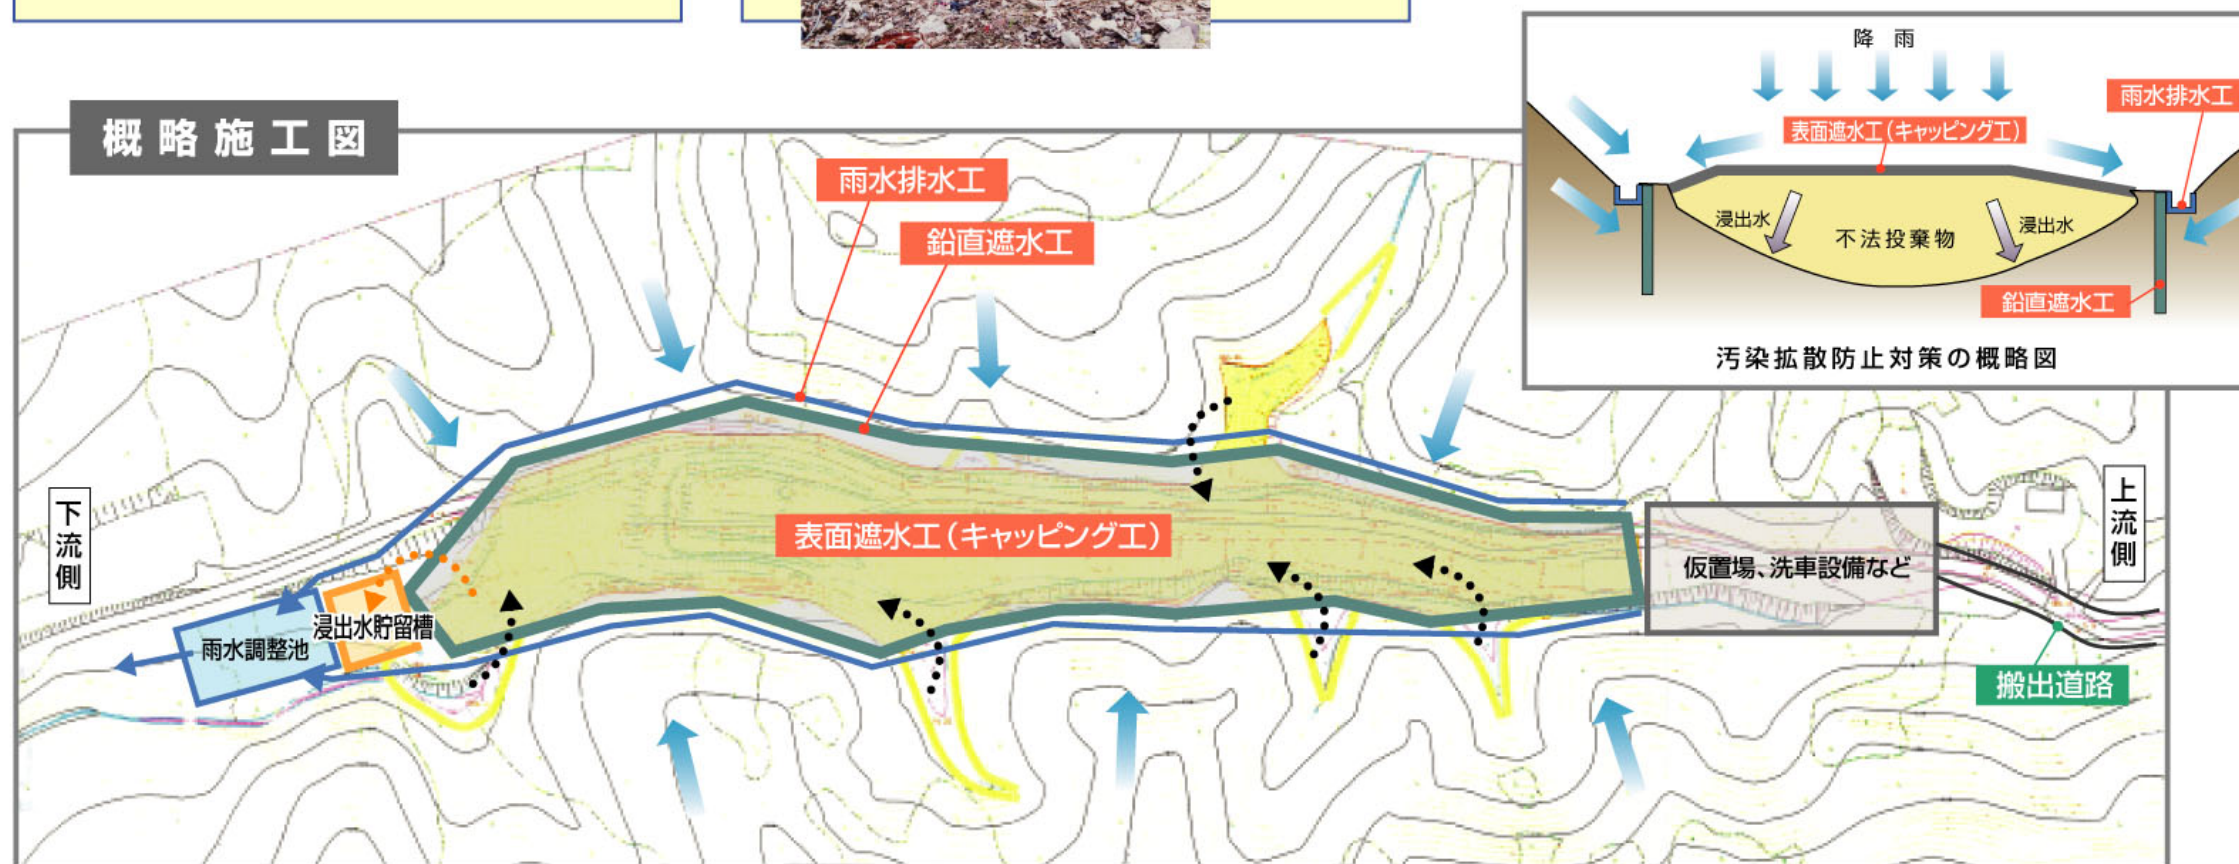 概略施工図
雨水排水工
鉛直遮水工
表面遮水工(キャッピング工)
下流側
雨水調整池
浸出水貯留槽
仮置場、洗車設備など
上流側
搬出道路
降雨
雨水排水工
表面遮水工(キャッピング工)
浸出水
不法投棄物
浸出水
鉛直遮水工
汚染拡散防止対策の概略図